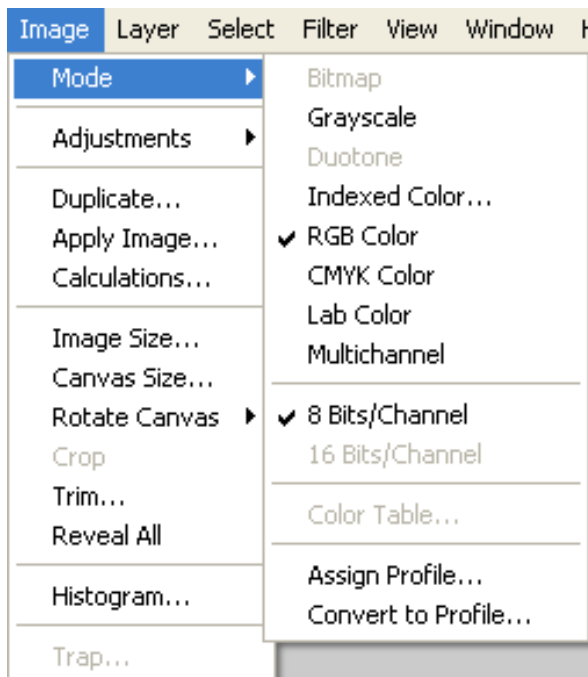 Image Layer Select Filter View Window
Mode
Adjustments
Duplicate...
Apply Image...
Calculations...
Image Size...
Canvas Size...
Rotate Canvas
Crop
Trim...
Reveal All
Histogram...
Trap...
Bitmap
Grayscale
Duotone
Indexed Color...
RGB Color
CMYK Color
Lab Color
Multichannel
8 Bits/Channel
16 Bits/Channel
Color Table...
Assign Profile...
Convert to Profile...